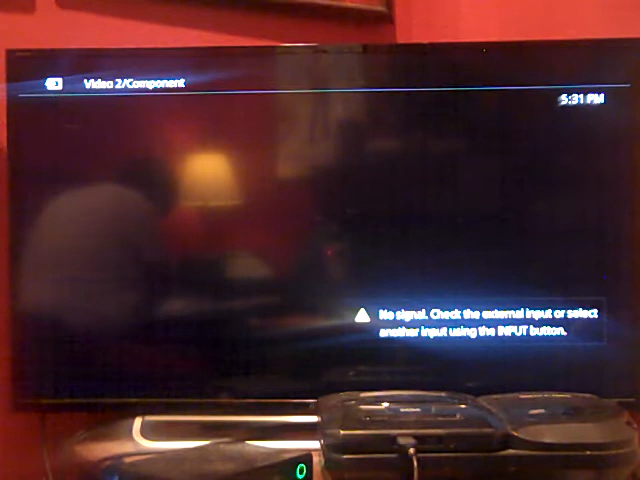 Video 2/Component
5:31 PM
No signal. Check the external input or select
another input using the INPUT button.
0